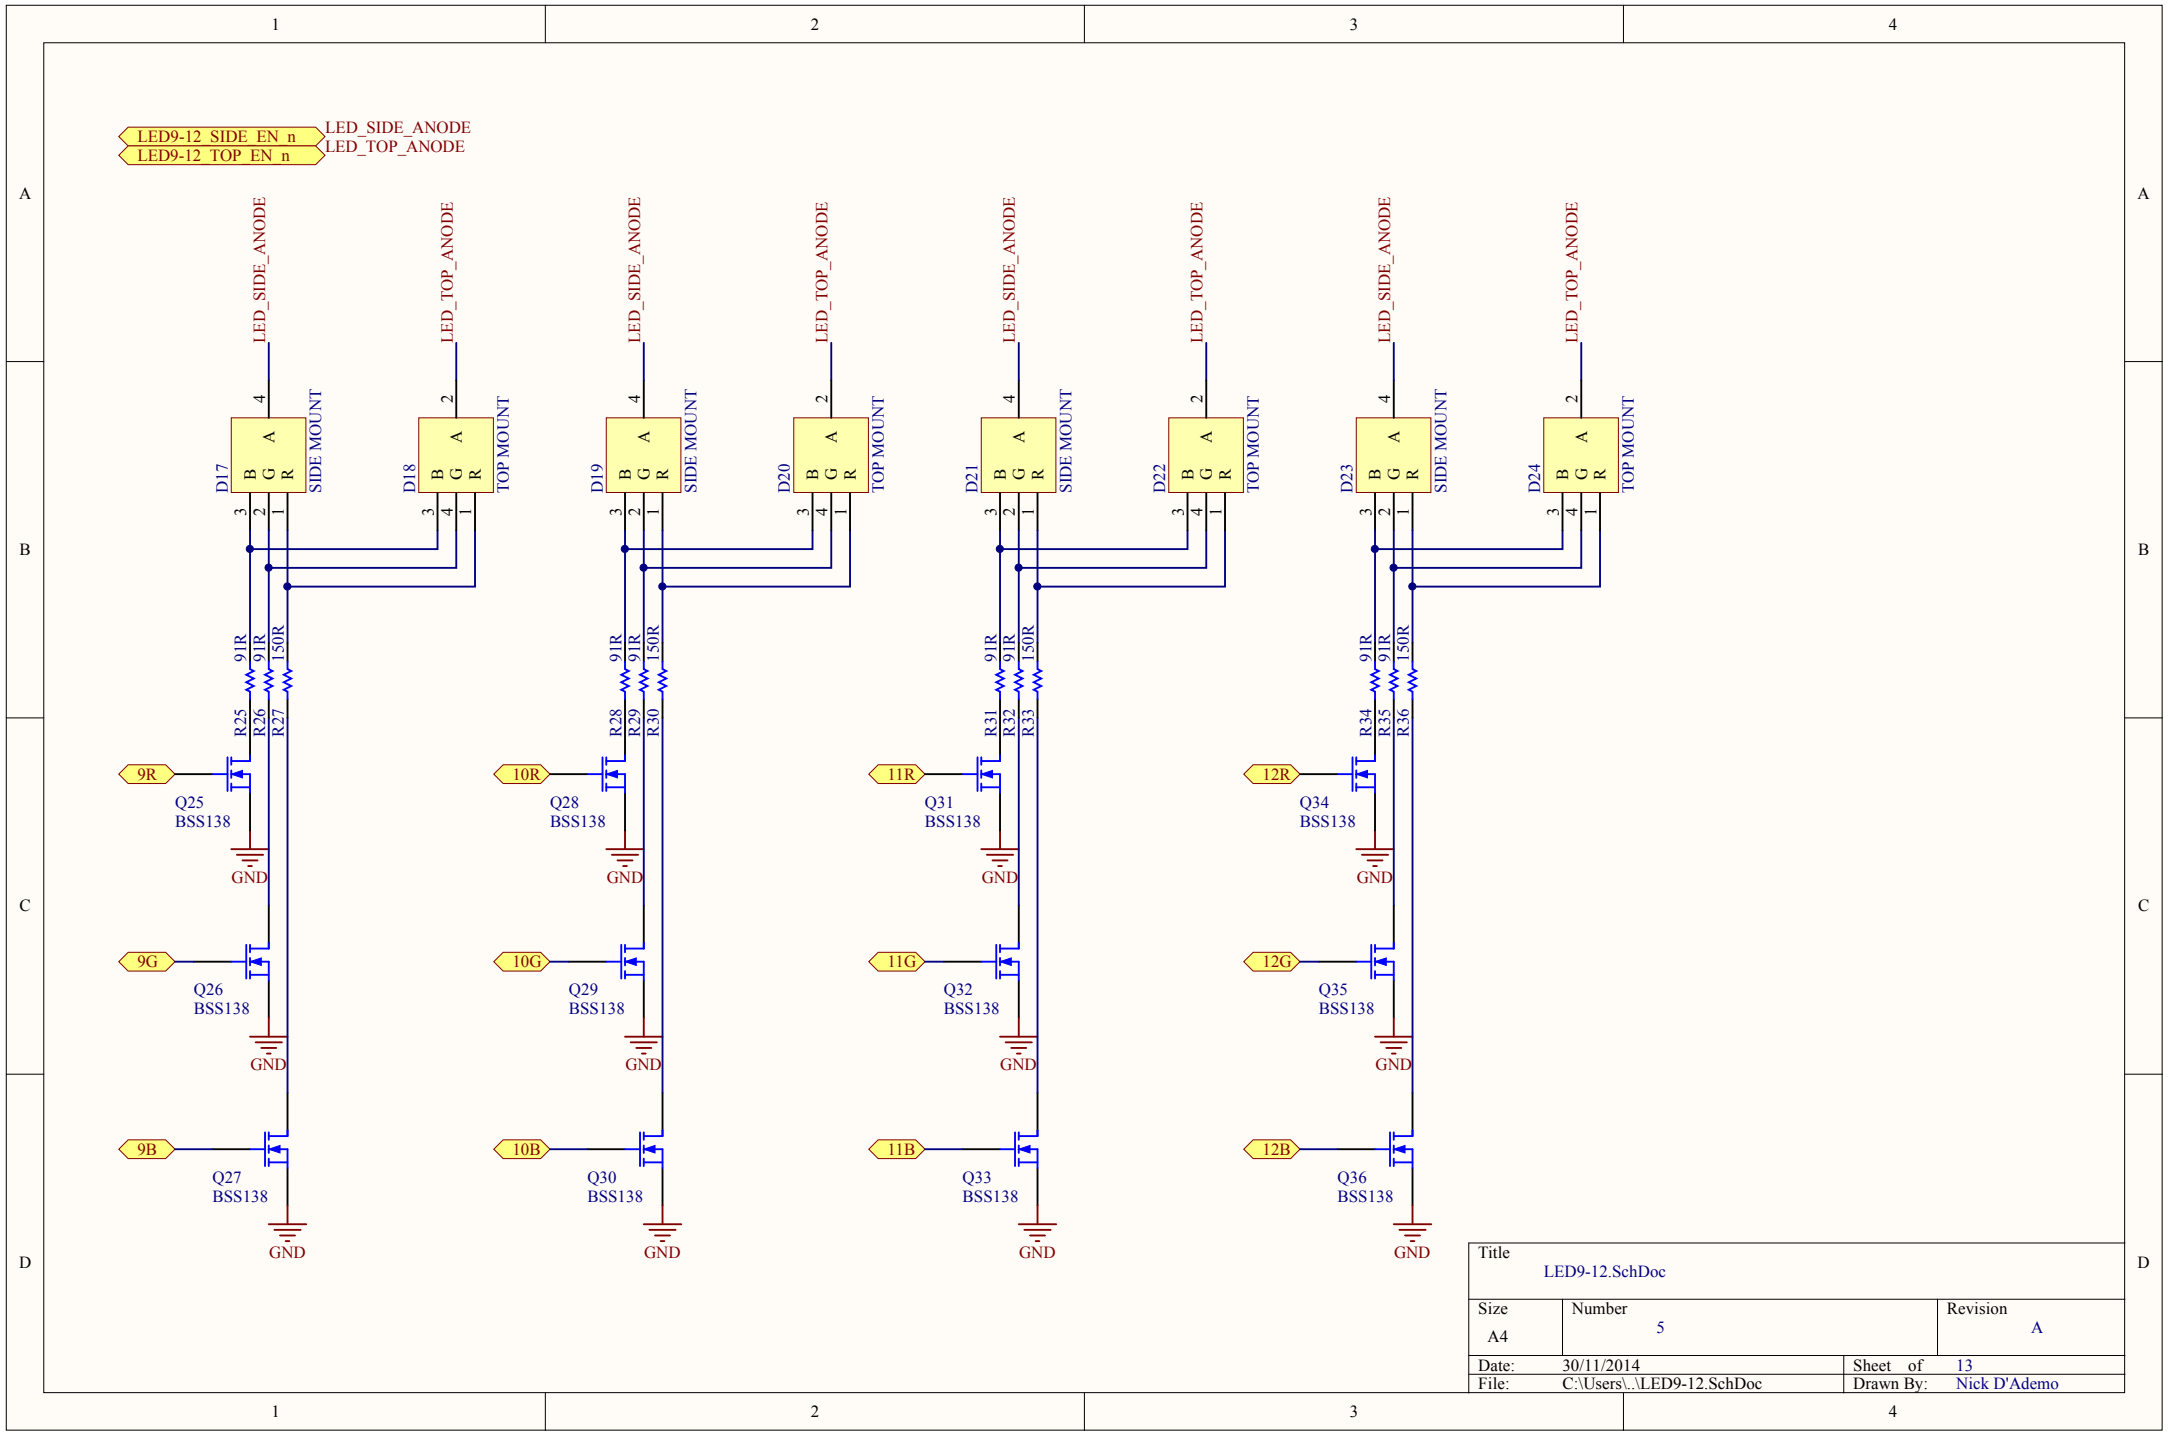 1 2 3 4
A A
B B
C C
D D
LED9-12_SIDE_EN_n LED_SIDE_ANODE
LED9-12_TOP_EN_n LED_TOP_ANODE
LED_SIDE_ANODE LED_TOP_ANODE LED_SIDE_ANODE LED_TOP_ANODE LED_SIDE_ANODE LED_TOP_ANODE LED_SIDE_ANODE LED_TOP_ANODE
4 2 4 2 4 2 4 2
A A A A A A A A
D17 B G R SIDE MOUNT
D18 B G R TOP MOUNT
D19 B G R SIDE MOUNT
D20 B G R TOP MOUNT
D21 B G R SIDE MOUNT
D22 B G R TOP MOUNT
D23 B G R SIDE MOUNT
D24 B G R TOP MOUNT
3 2 1 3 4 1 3 2 1 3 4 1 3 2 1 3 4 1 3 2 1 3 4 1
91R 91R 150R 91R 91R 150R 91R 91R 150R 91R 91R 150R
R25 R26 R27 R28 R29 R30 R31 R32 R33 R34 R35 R36
9R 10R 11R 12R
Q25 Q28 Q31 Q34
BSS138 BSS138 BSS138 BSS138
GND GND GND GND
9G 10G 11G 12G
Q26 Q29 Q32 Q35
BSS138 BSS138 BSS138 BSS138
GND GND GND GND
9B 10B 11B 12B
Q27 Q30 Q33 Q36
BSS138 BSS138 BSS138 BSS138
GND GND GND GND
Title
LED9-12.SchDoc
Size Number Revision
A4 5 A
Date: 30/11/2014 Sheet of 13
File: C:\Users\..\LED9-12.SchDoc Drawn By: Nick D'Ademo
1 2 3 4